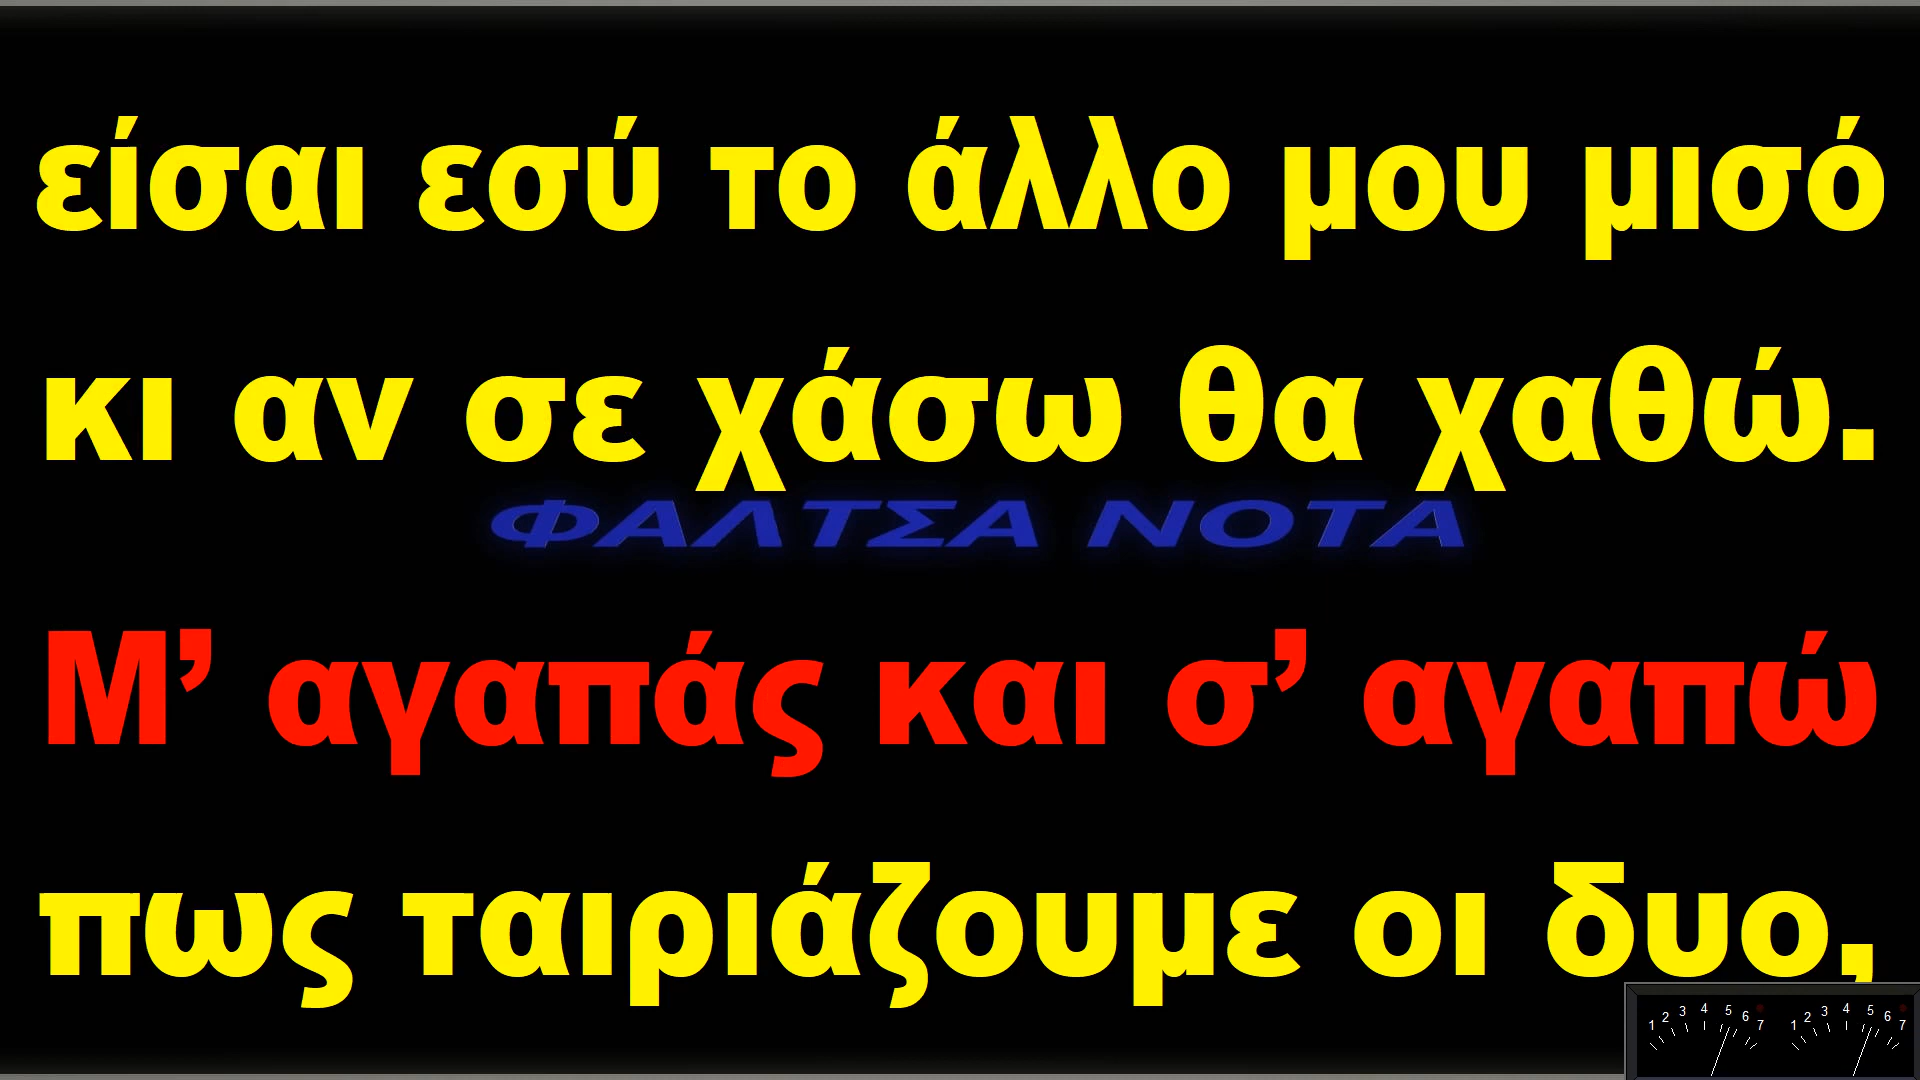 είσαι εσύ το άλλο μου μισό
κι αν σε χάσω θα χαθώ.
ΦΑΛΤΣΑ ΝΟΤΑ
Μ’ αγαπάς και σ’ αγαπώ
πως ταιριάζουμε οι δυο,
1 2 3 4 5 6 7 1 2 3 4 5 6 7